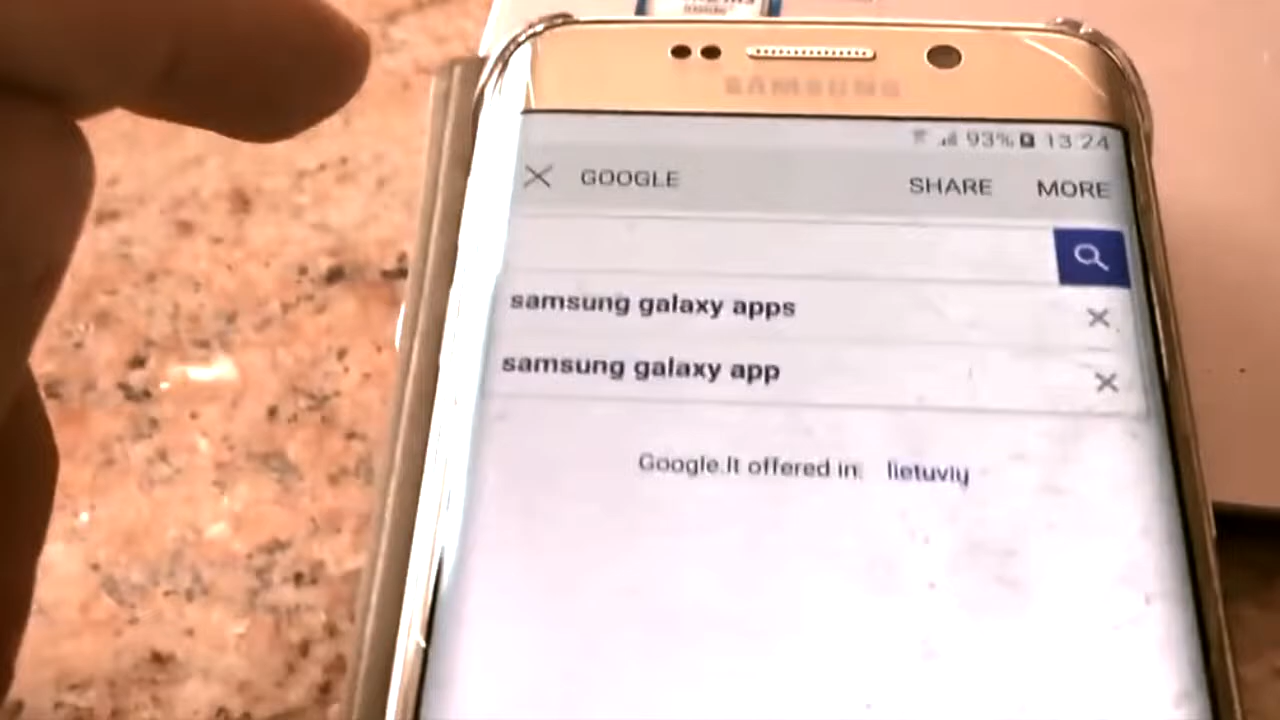 SAMSUNG
93% 13:24
GOOGLE SHARE MORE
samsung galaxy apps
samsung galaxy app
Google.lt offered in: lietuvių